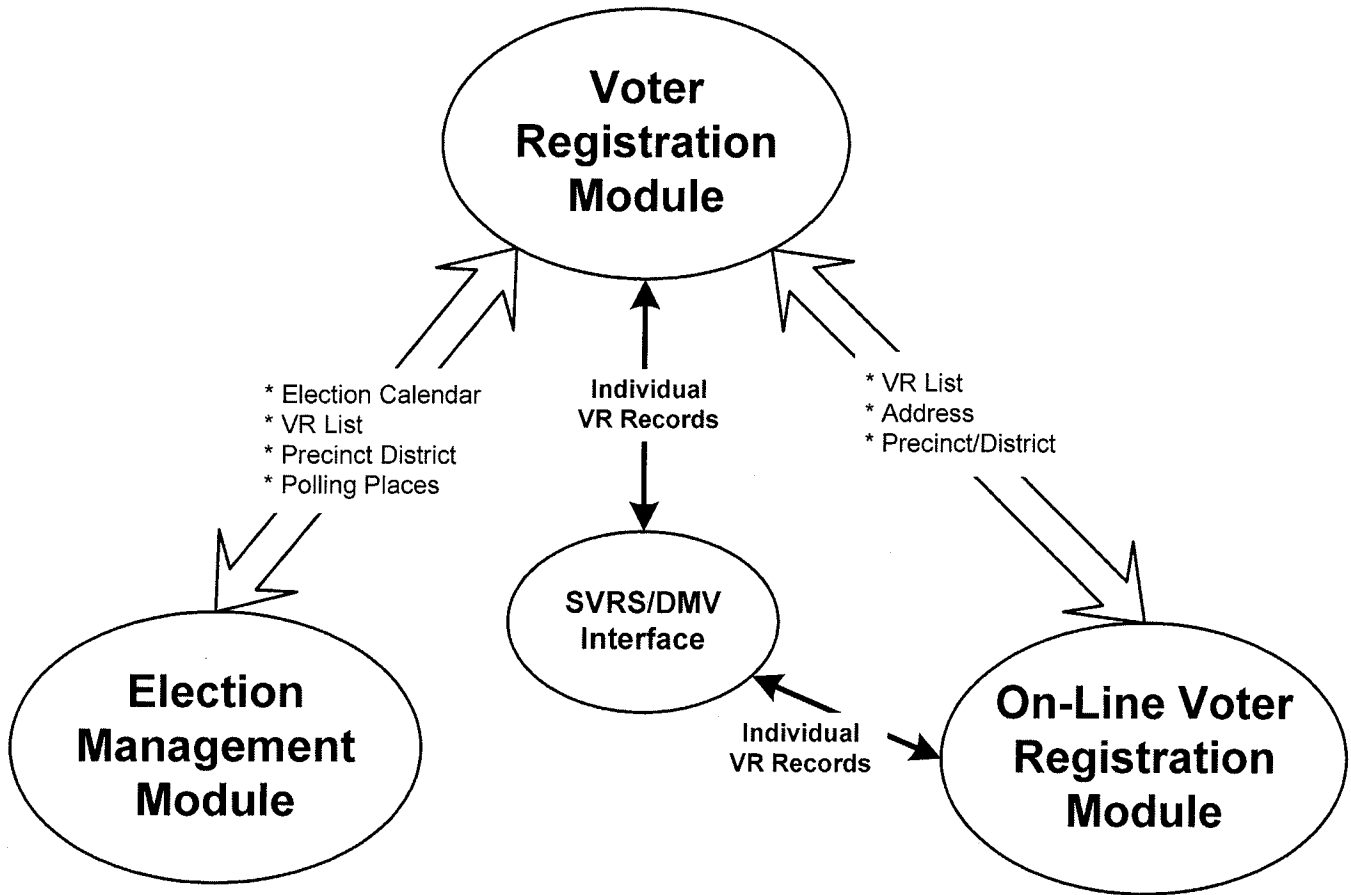 Voter
Registration
Module
* Election Calendar
* VR List
* Precinct District
* Polling Places
Individual
VR Records
* VR List
* Address
* Precinct/District
SVRS/DMV
Interface
Election
Management
Module
Individual
VR Records
On-Line Voter
Registration
Module